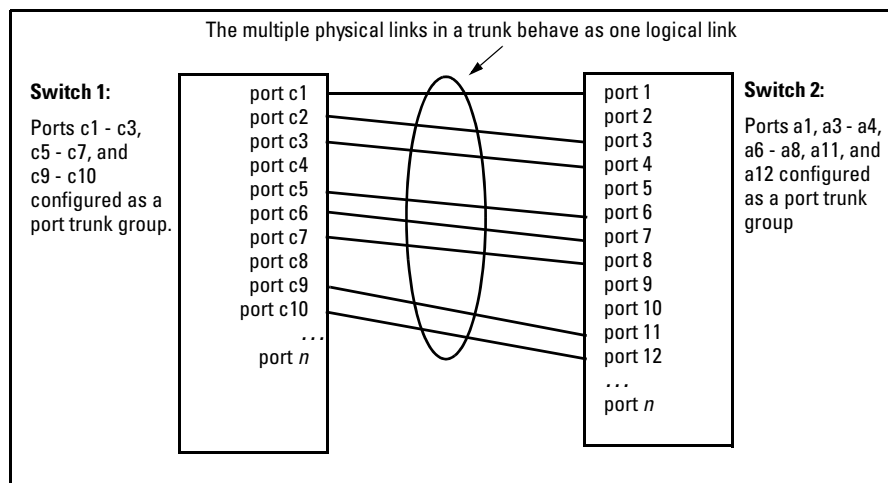 The multiple physical links in a trunk behave as one logical link
Switch 1:
Ports c1 - c3,
c5 - c7, and
c9 - c10
configured as a
port trunk group.
port c1
port c2
port c3
port c4
port c5
port c6
port c7
port c8
port c9
port c10
...
port n
port 1
port 2
port 3
port 4
port 5
port 6
port 7
port 8
port 9
port 10
port 11
port 12
...
port n
Switch 2:
Ports a1, a3 - a4,
a6 - a8, a11, and
a12 configured
as a port trunk
group